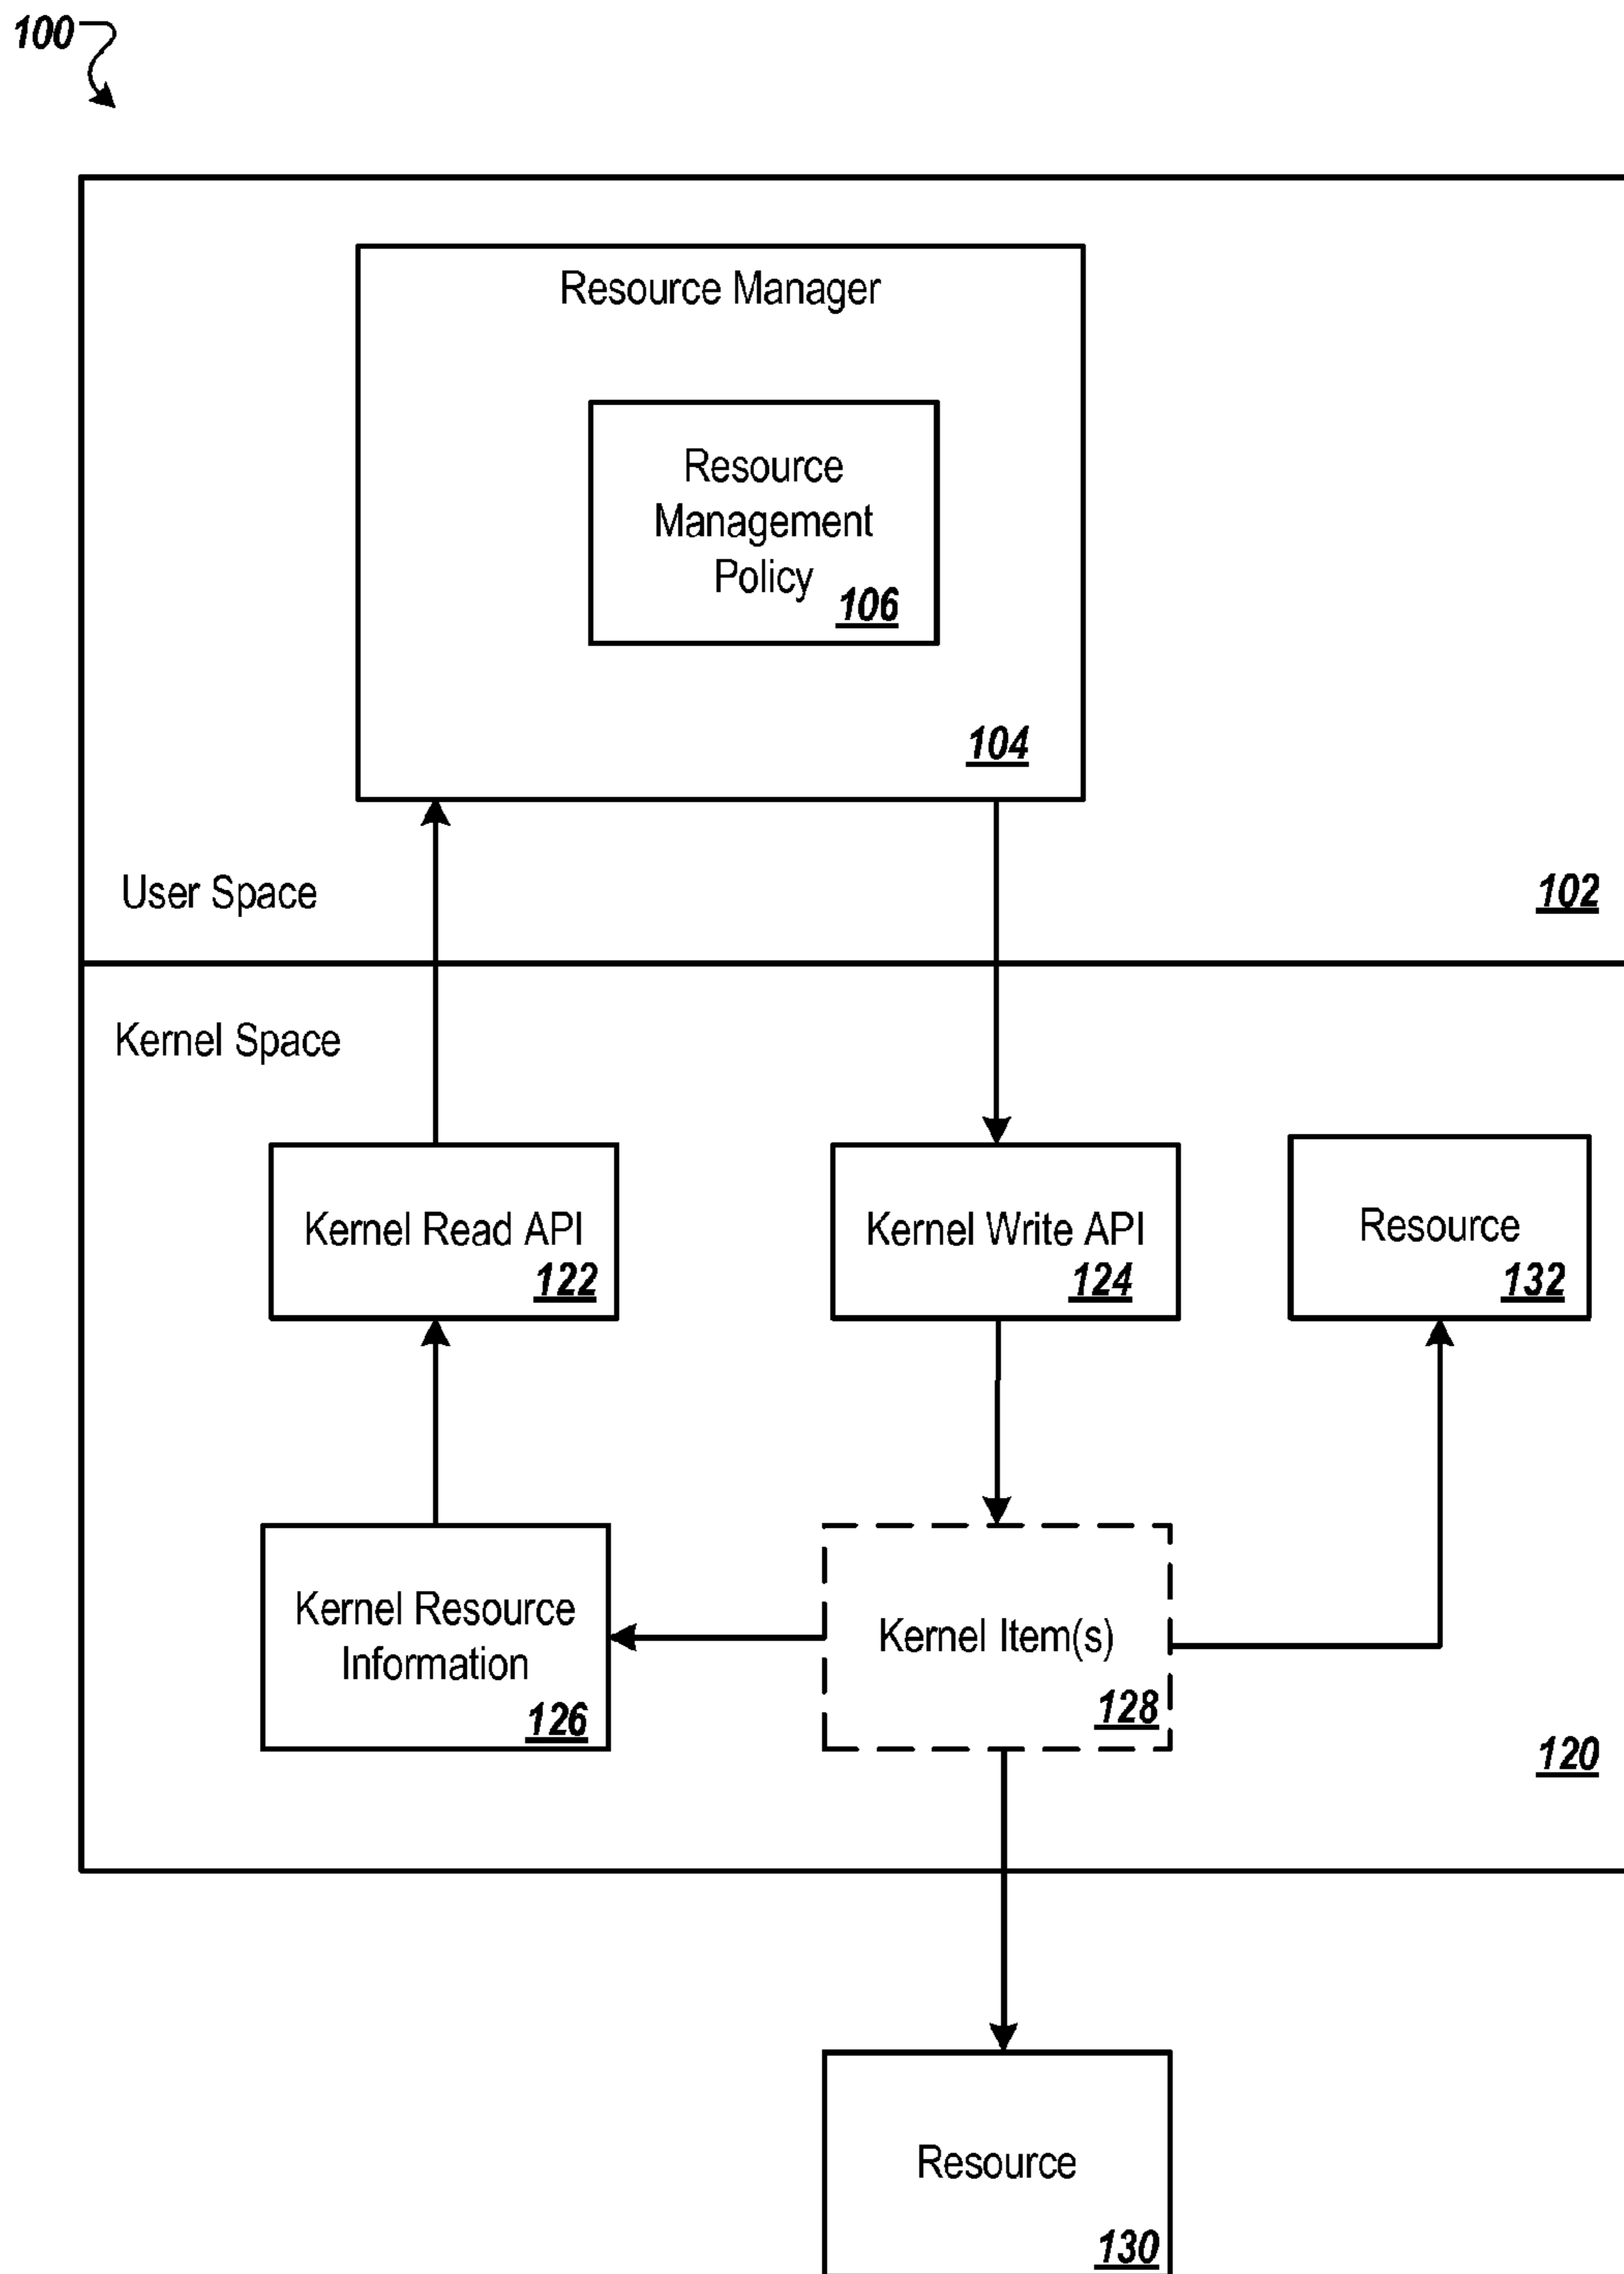 100
Resource Manager
Resource
Management
Policy
106
104
User Space
102
Kernel Space
Kernel Read API
122
Kernel Write API
124
Resource
132
Kernel Resource
Information
126
Kernel Item(s)
128
120
Resource
130